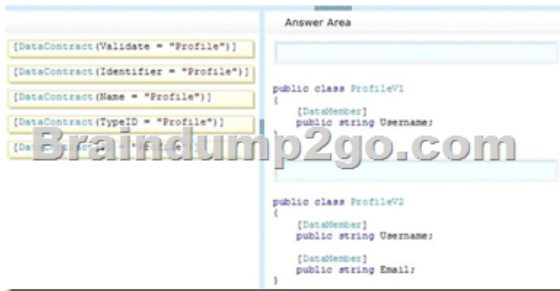 Answer Area
[DataContract(Validate = "Profile")]
[DataContract(Identifier = "Profile")]
[DataContract(Name = "Profile")]
[DataContract(TypeID = "Profile")]
Braindump2go.com
public class ProfileV1
{
[DataMember]
public string Username;
public class ProfileV2
{
[DataMember]
public string Username;
[DataMember]
public string Email;
}